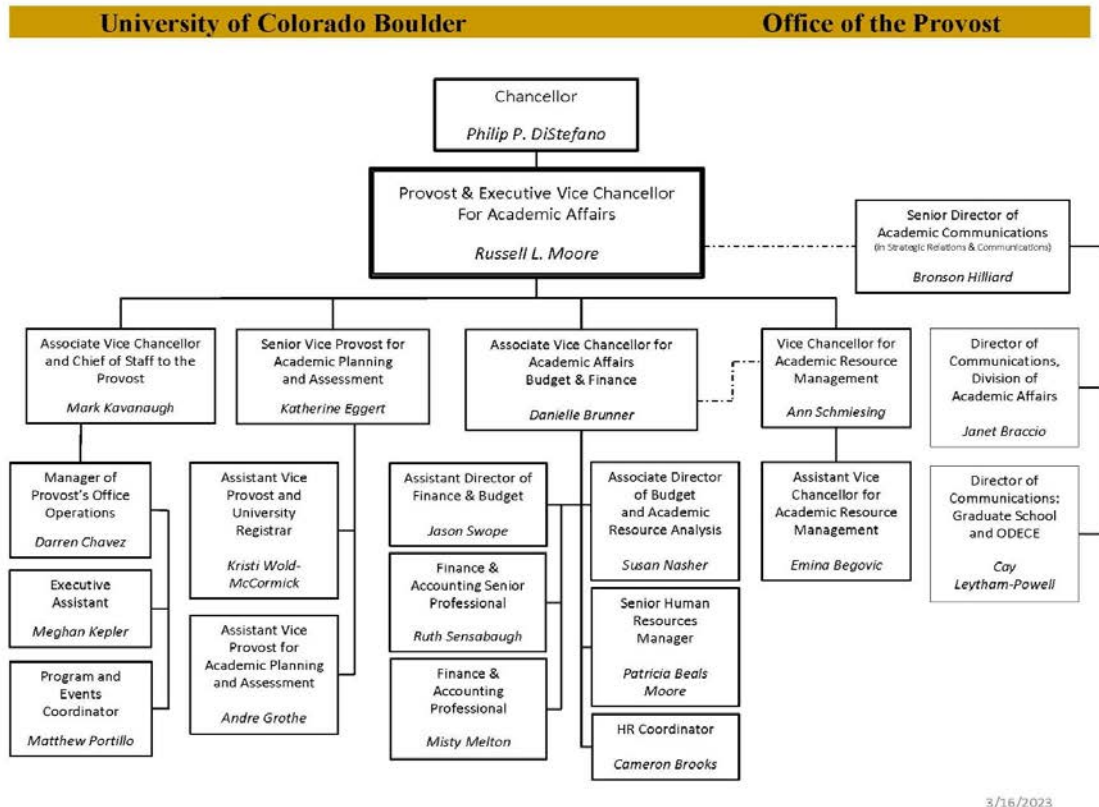 University of Colorado Boulder
Office of the Provost
Chancellor
Philip P. DiStefano
Provost & Executive Vice Chancellor
For Academic Affairs
Russell L. Moore
Senior Director of
Academic Communications
(in Strategic Relations & Communications)
Bronson Hilliard
Associate Vice Chancellor
and Chief of Staff to the
Provost
Mark Kavanaugh
Senior Vice Provost for
Academic Planning
and Assessment
Katherine Eggert
Associate Vice Chancellor for
Academic Affairs
Budget & Finance
Danielle Brunner
Vice Chancellor for
Academic Resource
Management
Ann Schmiesing
Director of
Communications,
Division of
Academic Affairs
Janet Braccio
Manager of
Provost's Office
Operations
Darren Chavez
Assistant Vice
Provost and
University
Registrar
Kristi Wold-
McCormick
Assistant Director of
Finance & Budget
Jason Swope
Associate Director
of Budget
and Academic
Resource Analysis
Susan Nasher
Assistant Vice
Chancellor for
Academic Resource
Management
Emina Begovic
Director of
Communications:
Graduate School
and ODECE
Cay
Leytham-Powell
Executive
Assistant
Meghan Kepler
Finance &
Accounting Senior
Professional
Ruth Sensabaugh
Senior Human
Resources
Manager
Patricia Beals
Moore
Assistant Vice
Provost for
Academic Planning
and Assessment
Andre Grothe
Program and
Events
Coordinator
Matthew Portillo
Finance &
Accounting
Professional
Misty Melton
HR Coordinator
Cameron Brooks
3/16/2023